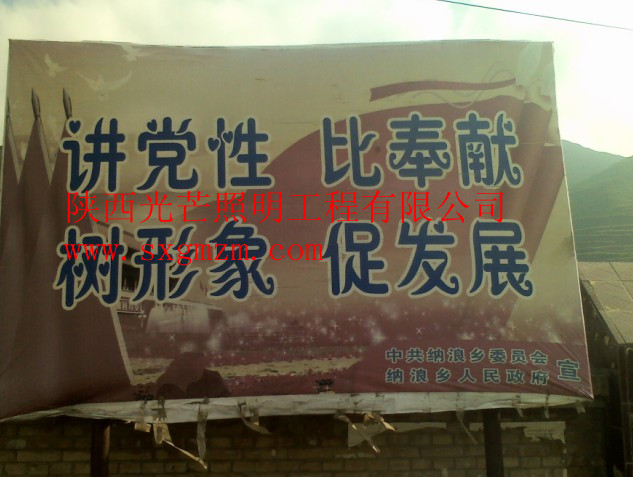 讲党性 比奉献
陕西光芒照明工程有限公司
www.sxgmzm.com
树形象 促发展
中共纳浪乡委员会
纳浪乡人民政府 宣